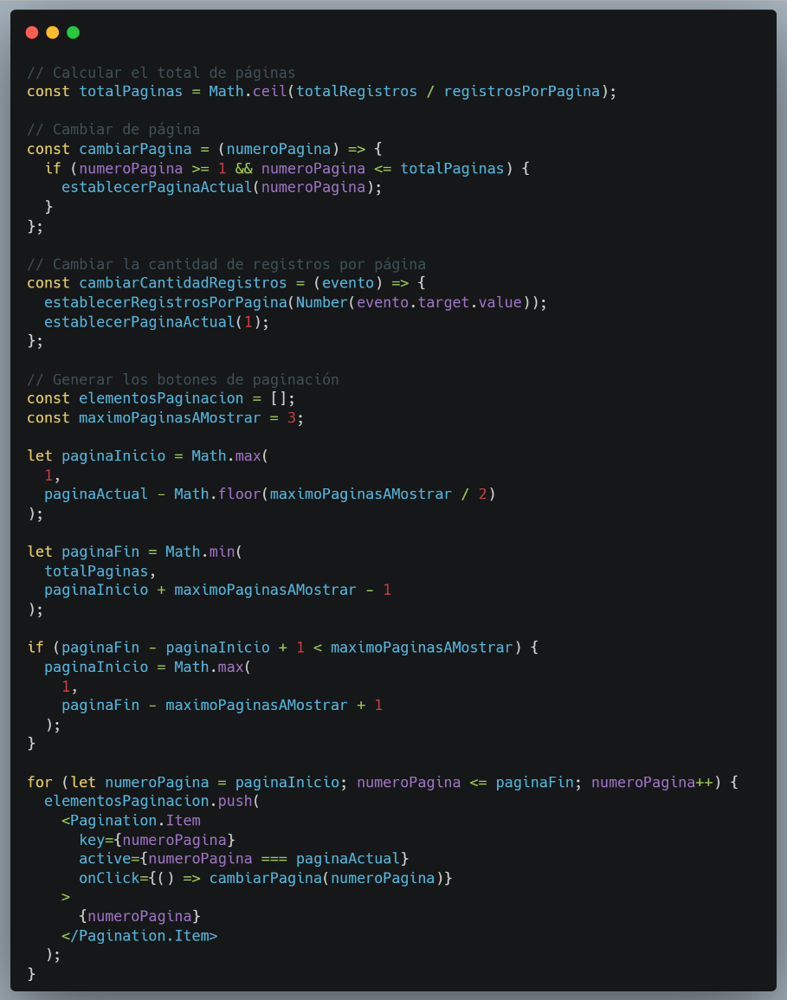 // Calcular el total de páginas
const totalPaginas = Math.ceil(totalRegistros / registrosPorPagina);

// Cambiar de página
const cambiarPagina = (numeroPagina) => {
  if (numeroPagina >= 1 && numeroPagina <= totalPaginas) {
    establecerPaginaActual(numeroPagina);
  }
};

// Cambiar la cantidad de registros por página
const cambiarCantidadRegistros = (evento) => {
  establecerRegistrosPorPagina(Number(evento.target.value));
  establecerPaginaActual(1);
};

// Generar los botones de paginación
const elementosPaginacion = [];
const maximoPaginasAMostrar = 3;

let paginaInicio = Math.max(
  1,
  paginaActual - Math.floor(maximoPaginasAMostrar / 2)
);

let paginaFin = Math.min(
  totalPaginas,
  paginaInicio + maximoPaginasAMostrar - 1
);

if (paginaFin - paginaInicio + 1 < maximoPaginasAMostrar) {
  paginaInicio = Math.max(
    1,
    paginaFin - maximoPaginasAMostrar + 1
  );
}

for (let numeroPagina = paginaInicio; numeroPagina <= paginaFin; numeroPagina++) {
  elementosPaginacion.push(
    <Pagination.Item
      key={numeroPagina}
      active={numeroPagina === paginaActual}
      onClick={() => cambiarPagina(numeroPagina)}
    >
      {numeroPagina}
    </Pagination.Item>
  );
}